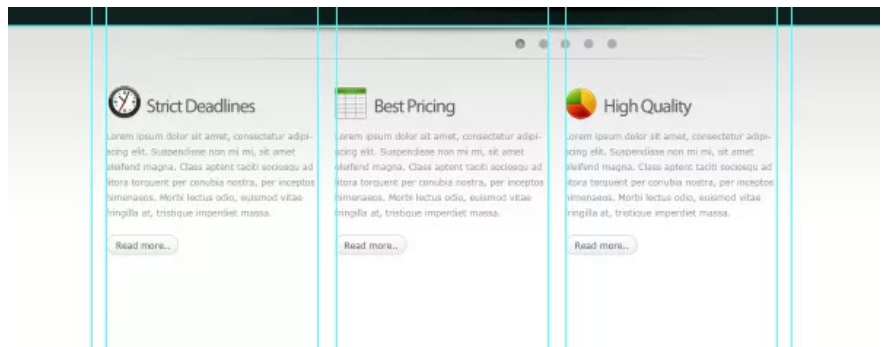 Strict Deadlines
Lorem ipsum dolor sit amet, consectetur adipi-
scing elit. Suspendisse non mi mi, sit amet
eleifend magna. Class aptent taciti sociosqu ad
litora torquent per conubia nostra, per inceptos
himenaeos. Morbi lectus odio, euismod vitae
fringilla at, tristique imperdiet massa.
Read more..
Best Pricing
Lorem ipsum dolor sit amet, consectetur adipi-
scing elit. Suspendisse non mi mi, sit amet
eleifend magna. Class aptent taciti sociosqu ad
litora torquent per conubia nostra, per inceptos
himenaeos. Morbi lectus odio, euismod vitae
fringilla at, tristique imperdiet massa.
Read more..
High Quality
Lorem ipsum dolor sit amet, consectetur adipi-
scing elit. Suspendisse non mi mi, sit amet
eleifend magna. Class aptent taciti sociosqu ad
litora torquent per conubia nostra, per inceptos
himenaeos. Morbi lectus odio, euismod vitae
fringilla at, tristique imperdiet massa.
Read more..